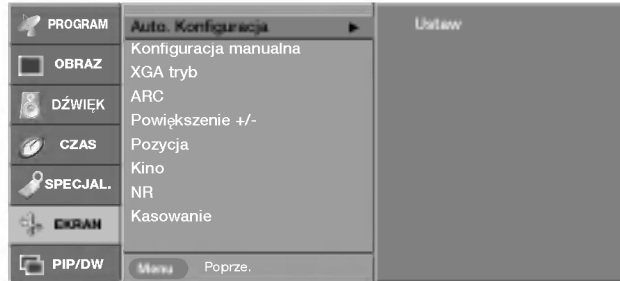 PROGRAM
OBRAZ
DŹWIĘK
CZAS
SPECJAL.
EKRAN
PIP/DW
Auto. Konfiguracja
Konfiguracja manualna
XGA tryb
ARC
Powiększenie +/-
Pozycja
Kino
NR
Kasowanie
Menu Poprze.
Ustaw